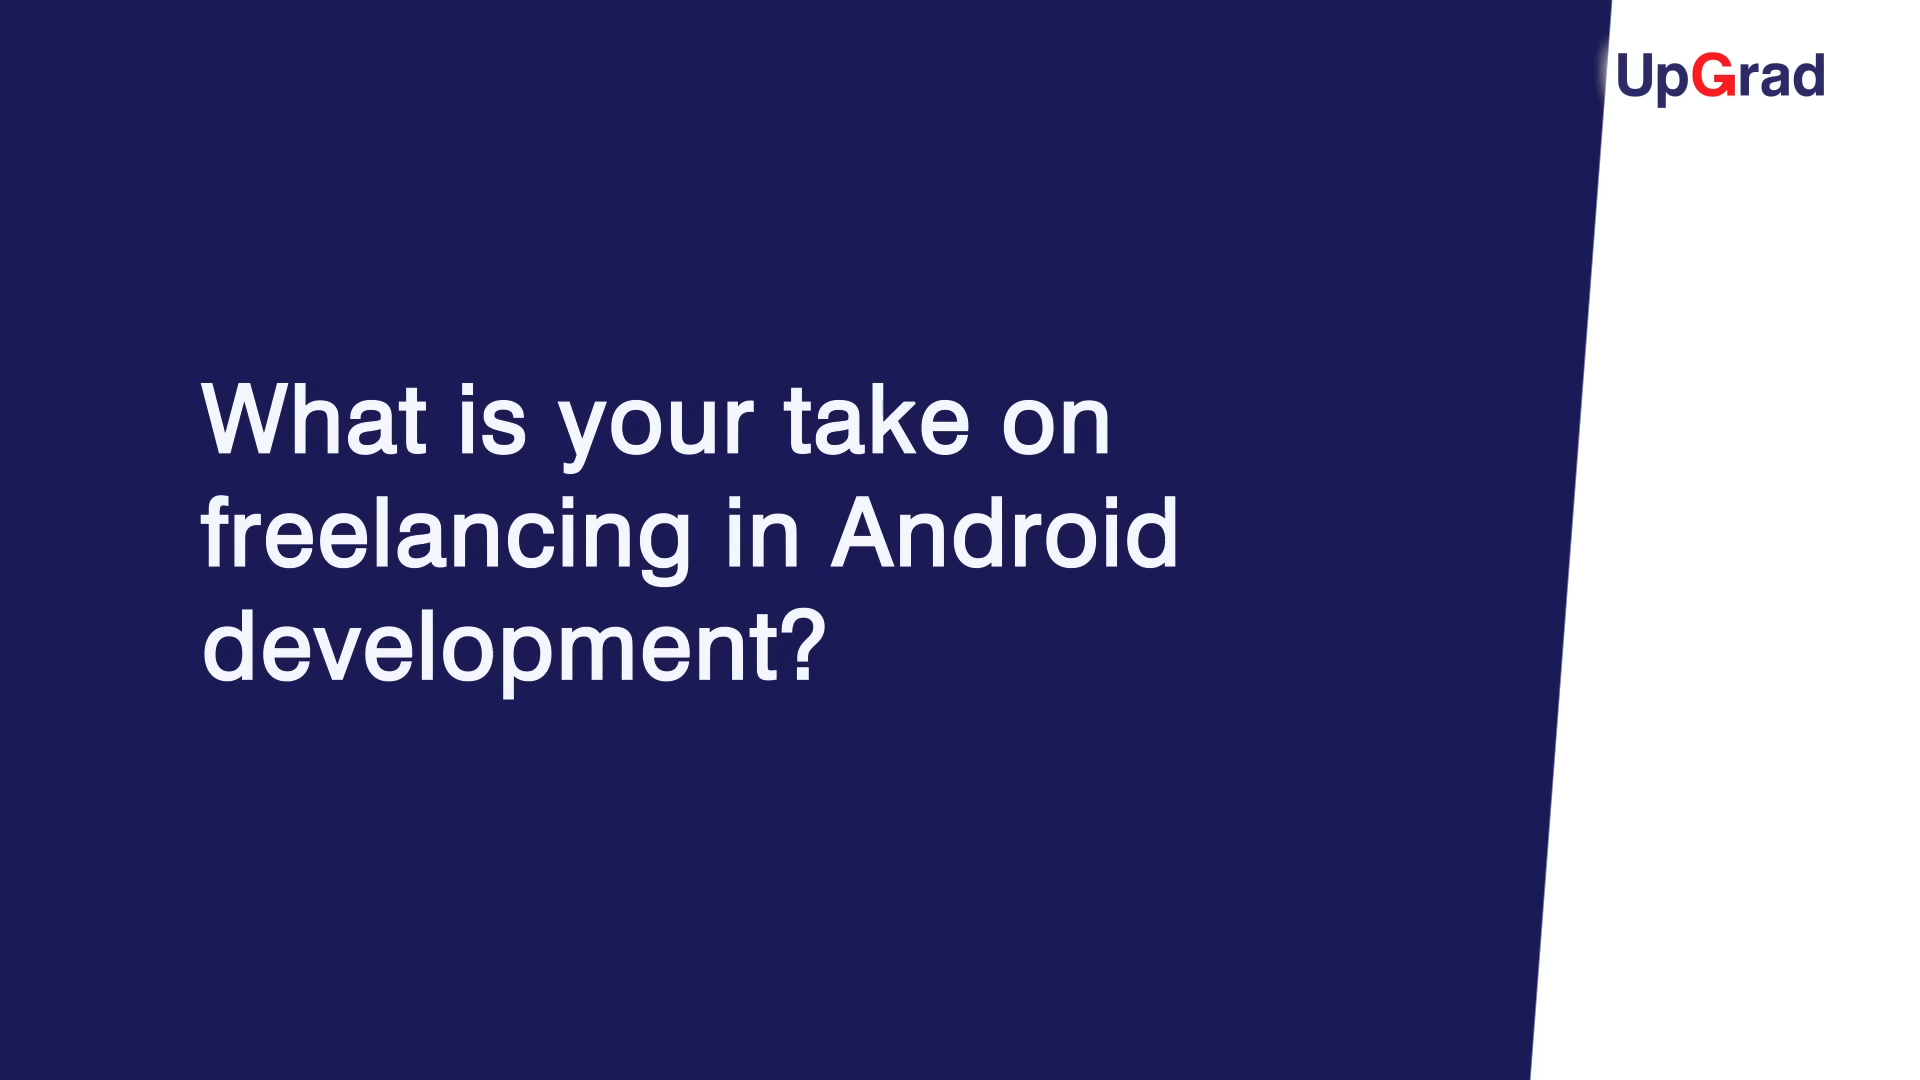 UpGrad
What is your take on
freelancing in Android
development?